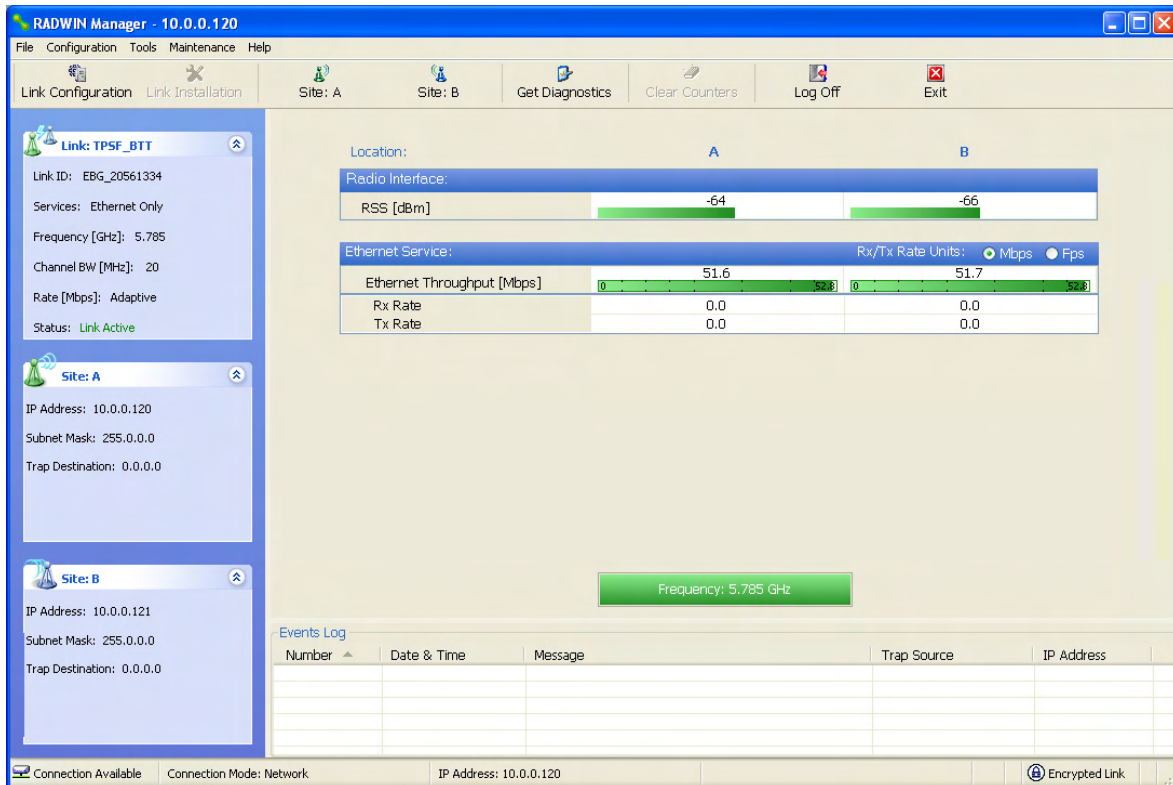 RADWIN Manager - 10.0.0.120
File Configuration Tools Maintenance Help
Link Configuration Link Installation Site: A Site: B Get Diagnostics Clear Counters Log Off Exit
Link: TPSF_BTT
Link ID: EBG_20561334
Services: Ethernet Only
Frequency [GHz]: 5.785
Channel BW [MHz]: 20
Rate [Mbps]: Adaptive
Status: Link Active
Site: A
IP Address: 10.0.0.120
Subnet Mask: 255.0.0.0
Trap Destination: 0.0.0.0
Site: B
IP Address: 10.0.0.121
Subnet Mask: 255.0.0.0
Trap Destination: 0.0.0.0
Location: A B
Radio Interface:
RSS [dBm] -64 -66
Ethernet Service: Rx/Tx Rate Units: Mbps Fps
Ethernet Throughput [Mbps] 51.6 51.7
0 52.8 0 52.8
Rx Rate 0.0 0.0
Tx Rate 0.0 0.0
Frequency: 5.785 GHz
Events Log
Number Date & Time Message Trap Source IP Address
Connection Available Connection Mode: Network IP Address: 10.0.0.120 Encrypted Link